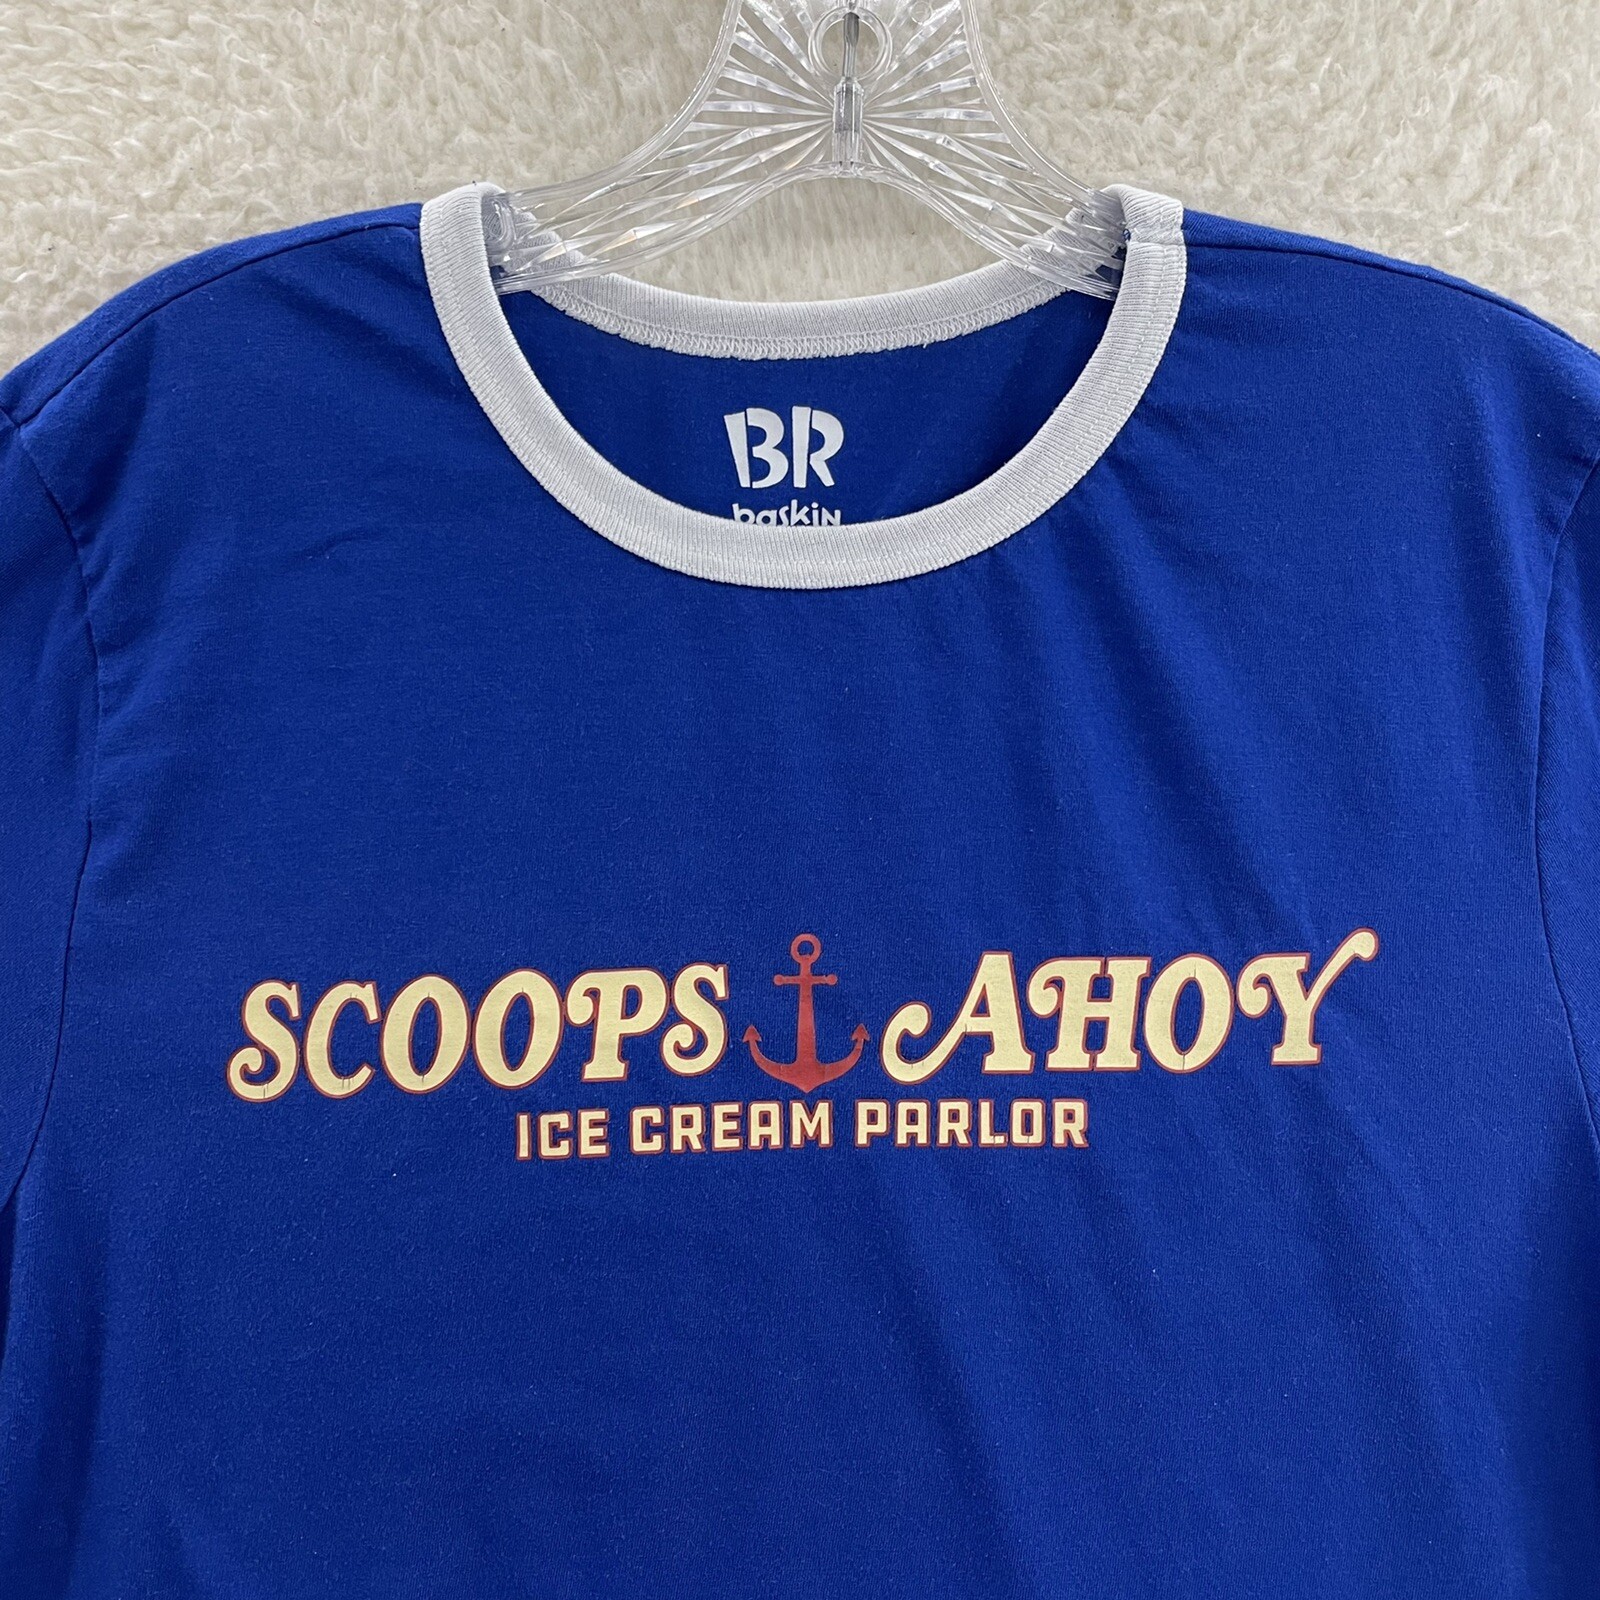 BR
baskin
SCOOPS AHOY
ICE CREAM PARLOR